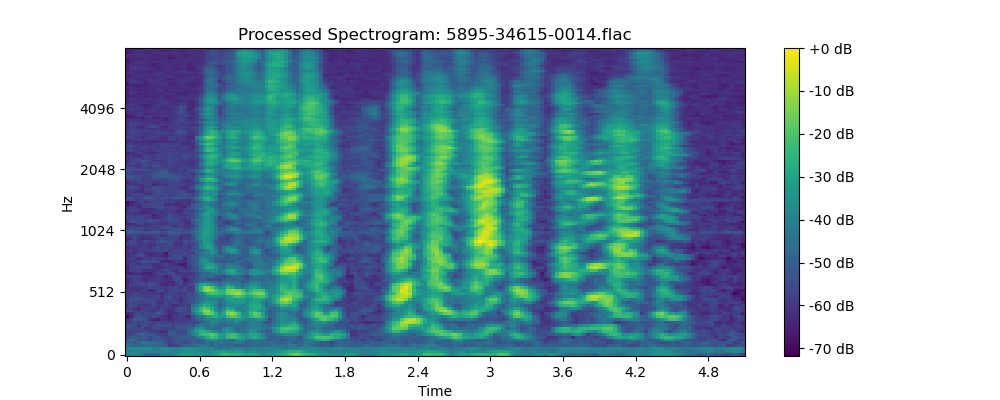 Processed Spectrogram: 5895-34615-0014.flac
Hz
4096
2048
1024
512
0
0 0.6 1.2 1.8 2.4 3 3.6 4.2 4.8
Time
+0 dB
-10 dB
-20 dB
-30 dB
-40 dB
-50 dB
-60 dB
-70 dB